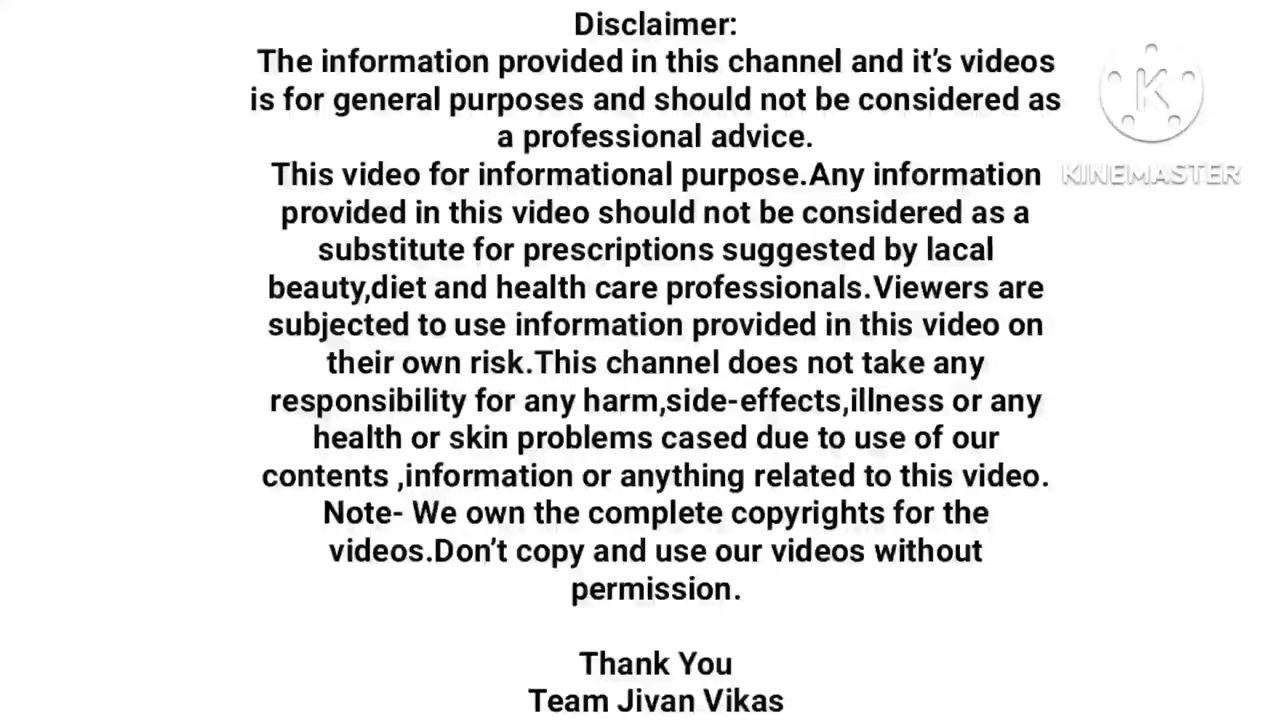 Disclaimer:
The information provided in this channel and it's videos
is for general purposes and should not be considered as
a professional advice.
This video for informational purpose.Any information
provided in this video should not be considered as a
substitute for prescriptions suggested by lacal
beauty,diet and health care professionals.Viewers are
subjected to use information provided in this video on
their own risk.This channel does not take any
responsibility for any harm,side-effects,illness or any
health or skin problems cased due to use of our
contents ,information or anything related to this video.
Note- We own the complete copyrights for the
videos.Don't copy and use our videos without
permission.
Thank You
Team Jivan Vikas
K
KINEMASTER